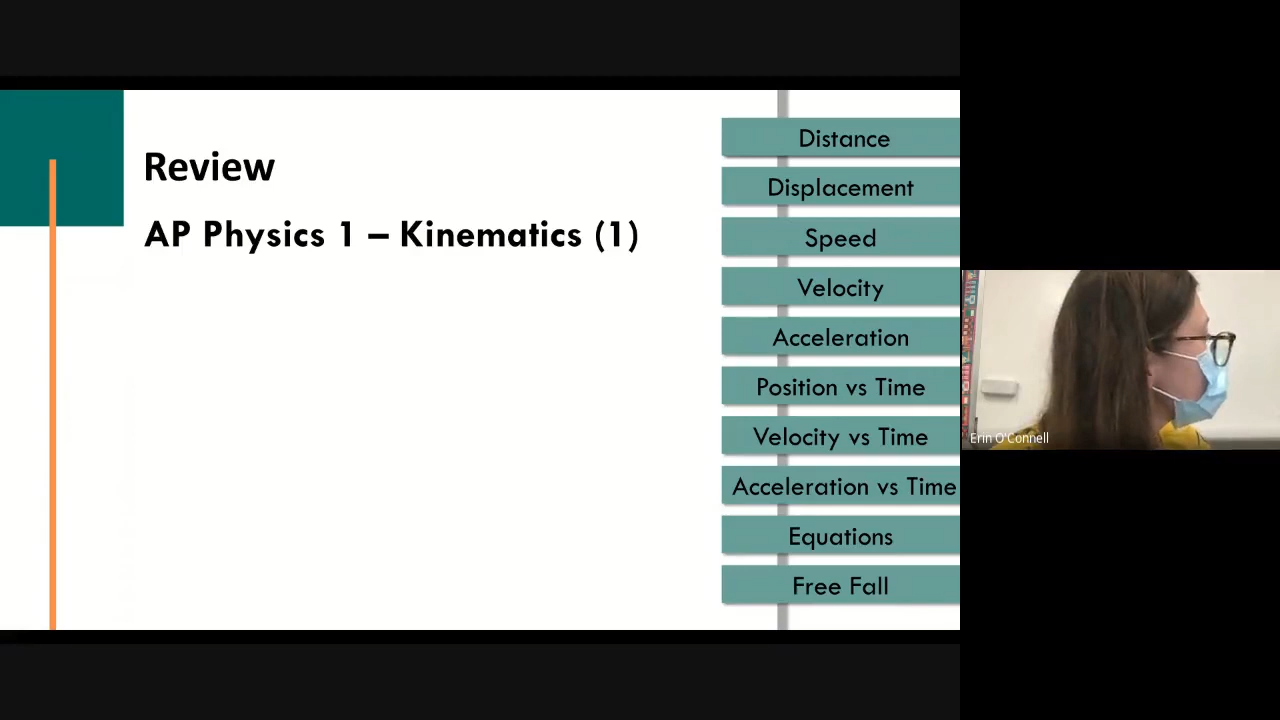 Review
AP Physics 1 – Kinematics (1)
Distance
Displacement
Speed
Velocity
Acceleration
Position vs Time
Velocity vs Time
Acceleration vs Time
Equations
Free Fall
Erin O'Connell